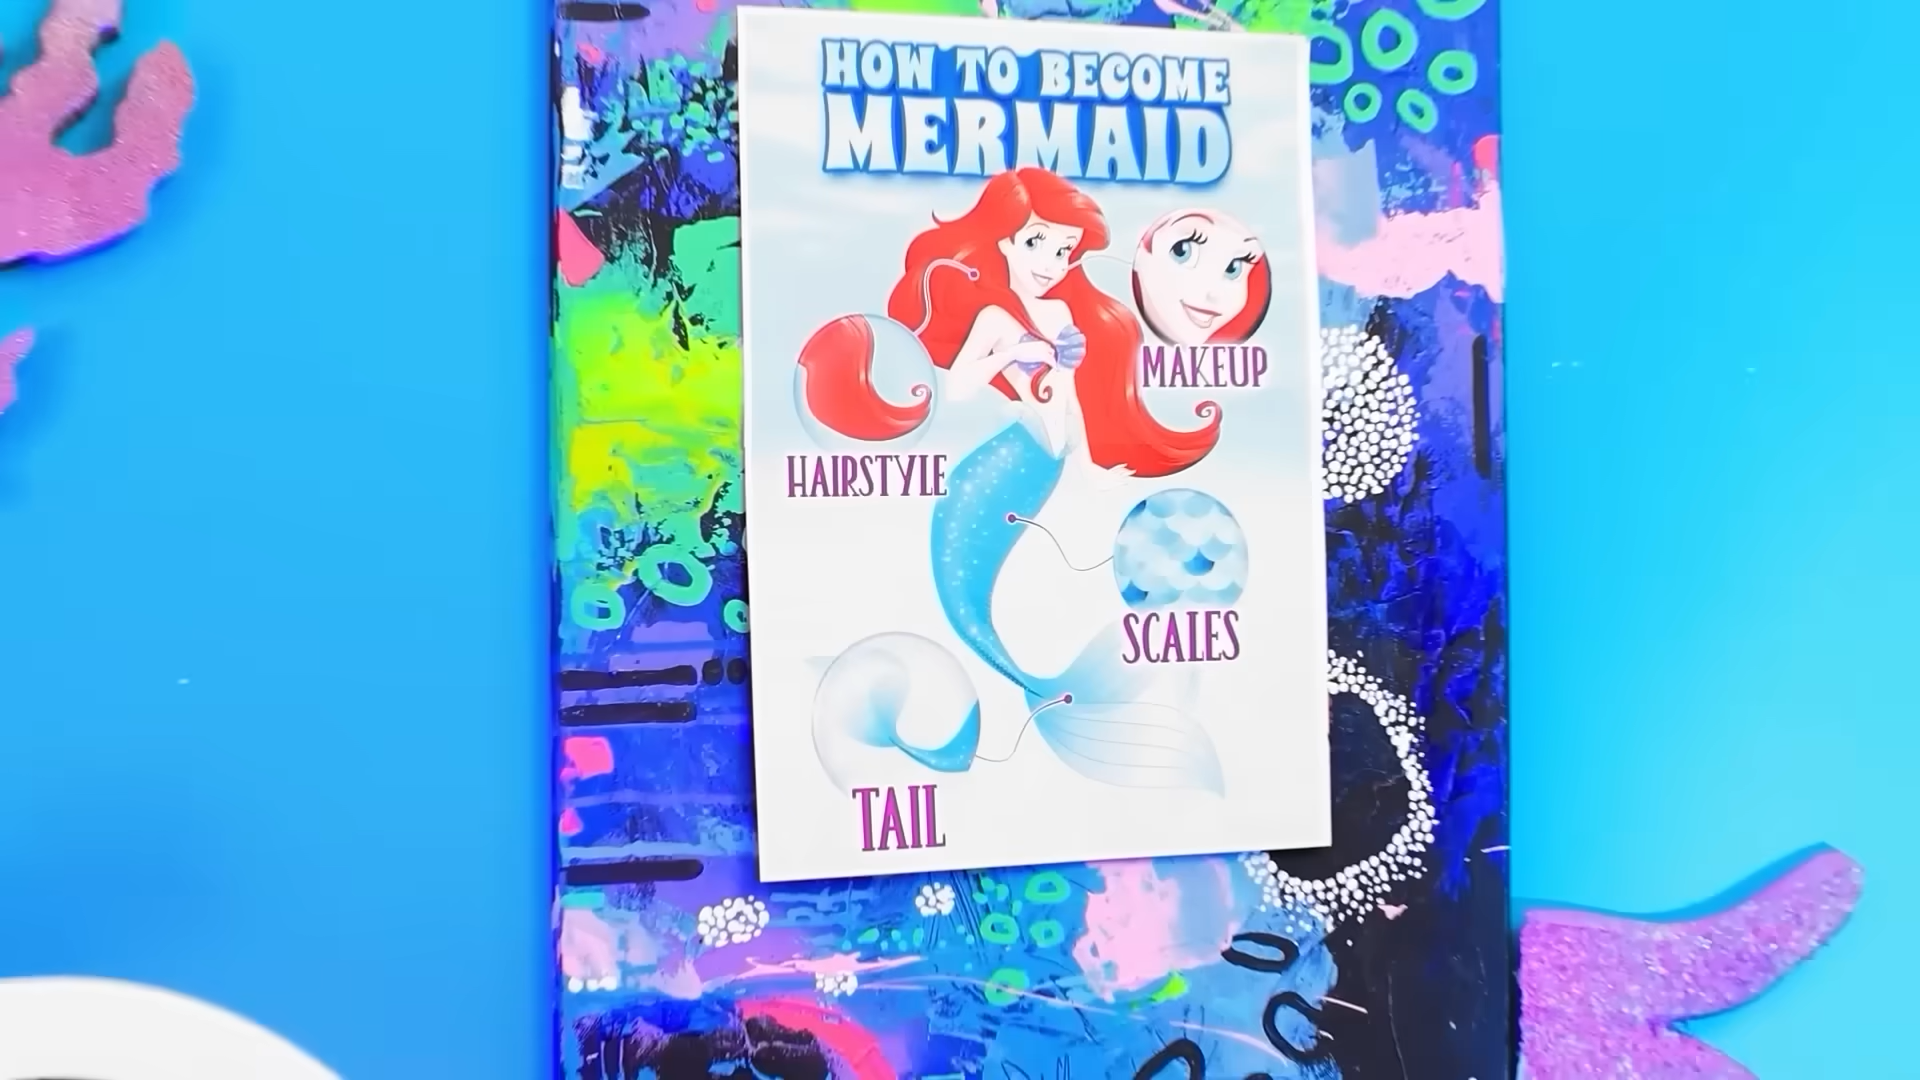 HOW TO BECOME
MERMAID
MAKEUP
HAIRSTYLE
SCALES
TAIL